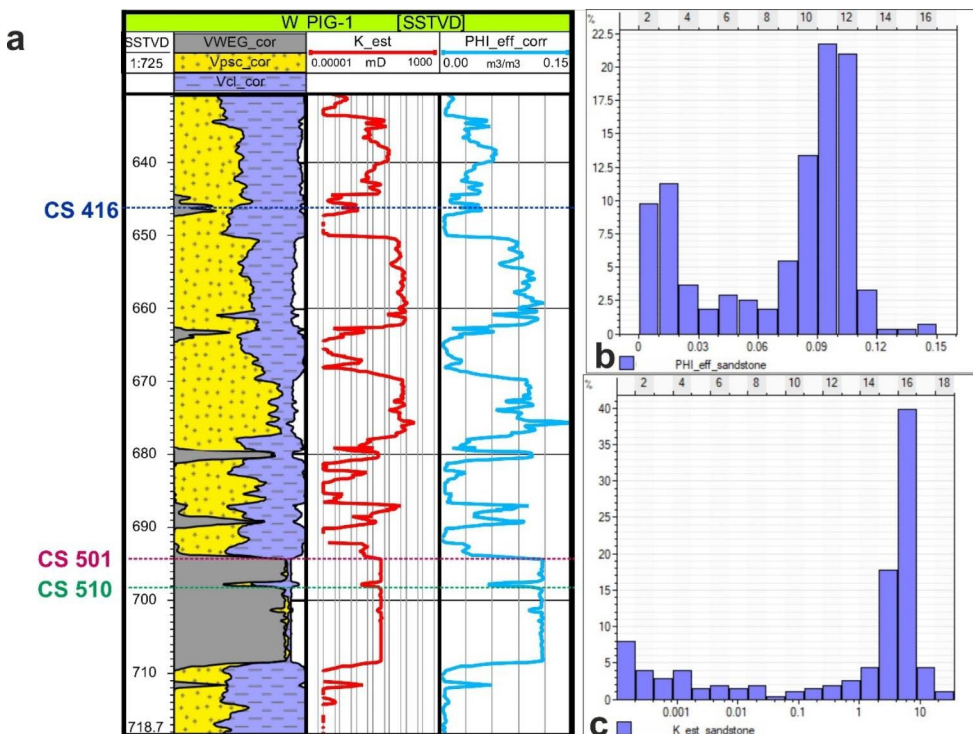 a
W PIG-1 [SSTVD]
SSTVD VWEG_cor K_est PHI_eff_corr
1:725 Vpsc_cor 0.00001 mD 1000 0.00 m3/m3 0.15
Vcl_cor
640
CS 416
650
660
670
680
690
CS 501
CS 510
700
710
718.7
% 2 4 6 8 10 12 14 16
22.5
20
17.5
15
12.5
10
7.5
5
2.5
0
0 0.03 0.06 0.09 0.12 0.15
b PHI_eff_sandstone
% 2 4 6 8 10 12 14 16 18
40
35
30
25
20
15
10
5
0
0.001 0.01 0.1 1 10
c K_est_sandstone